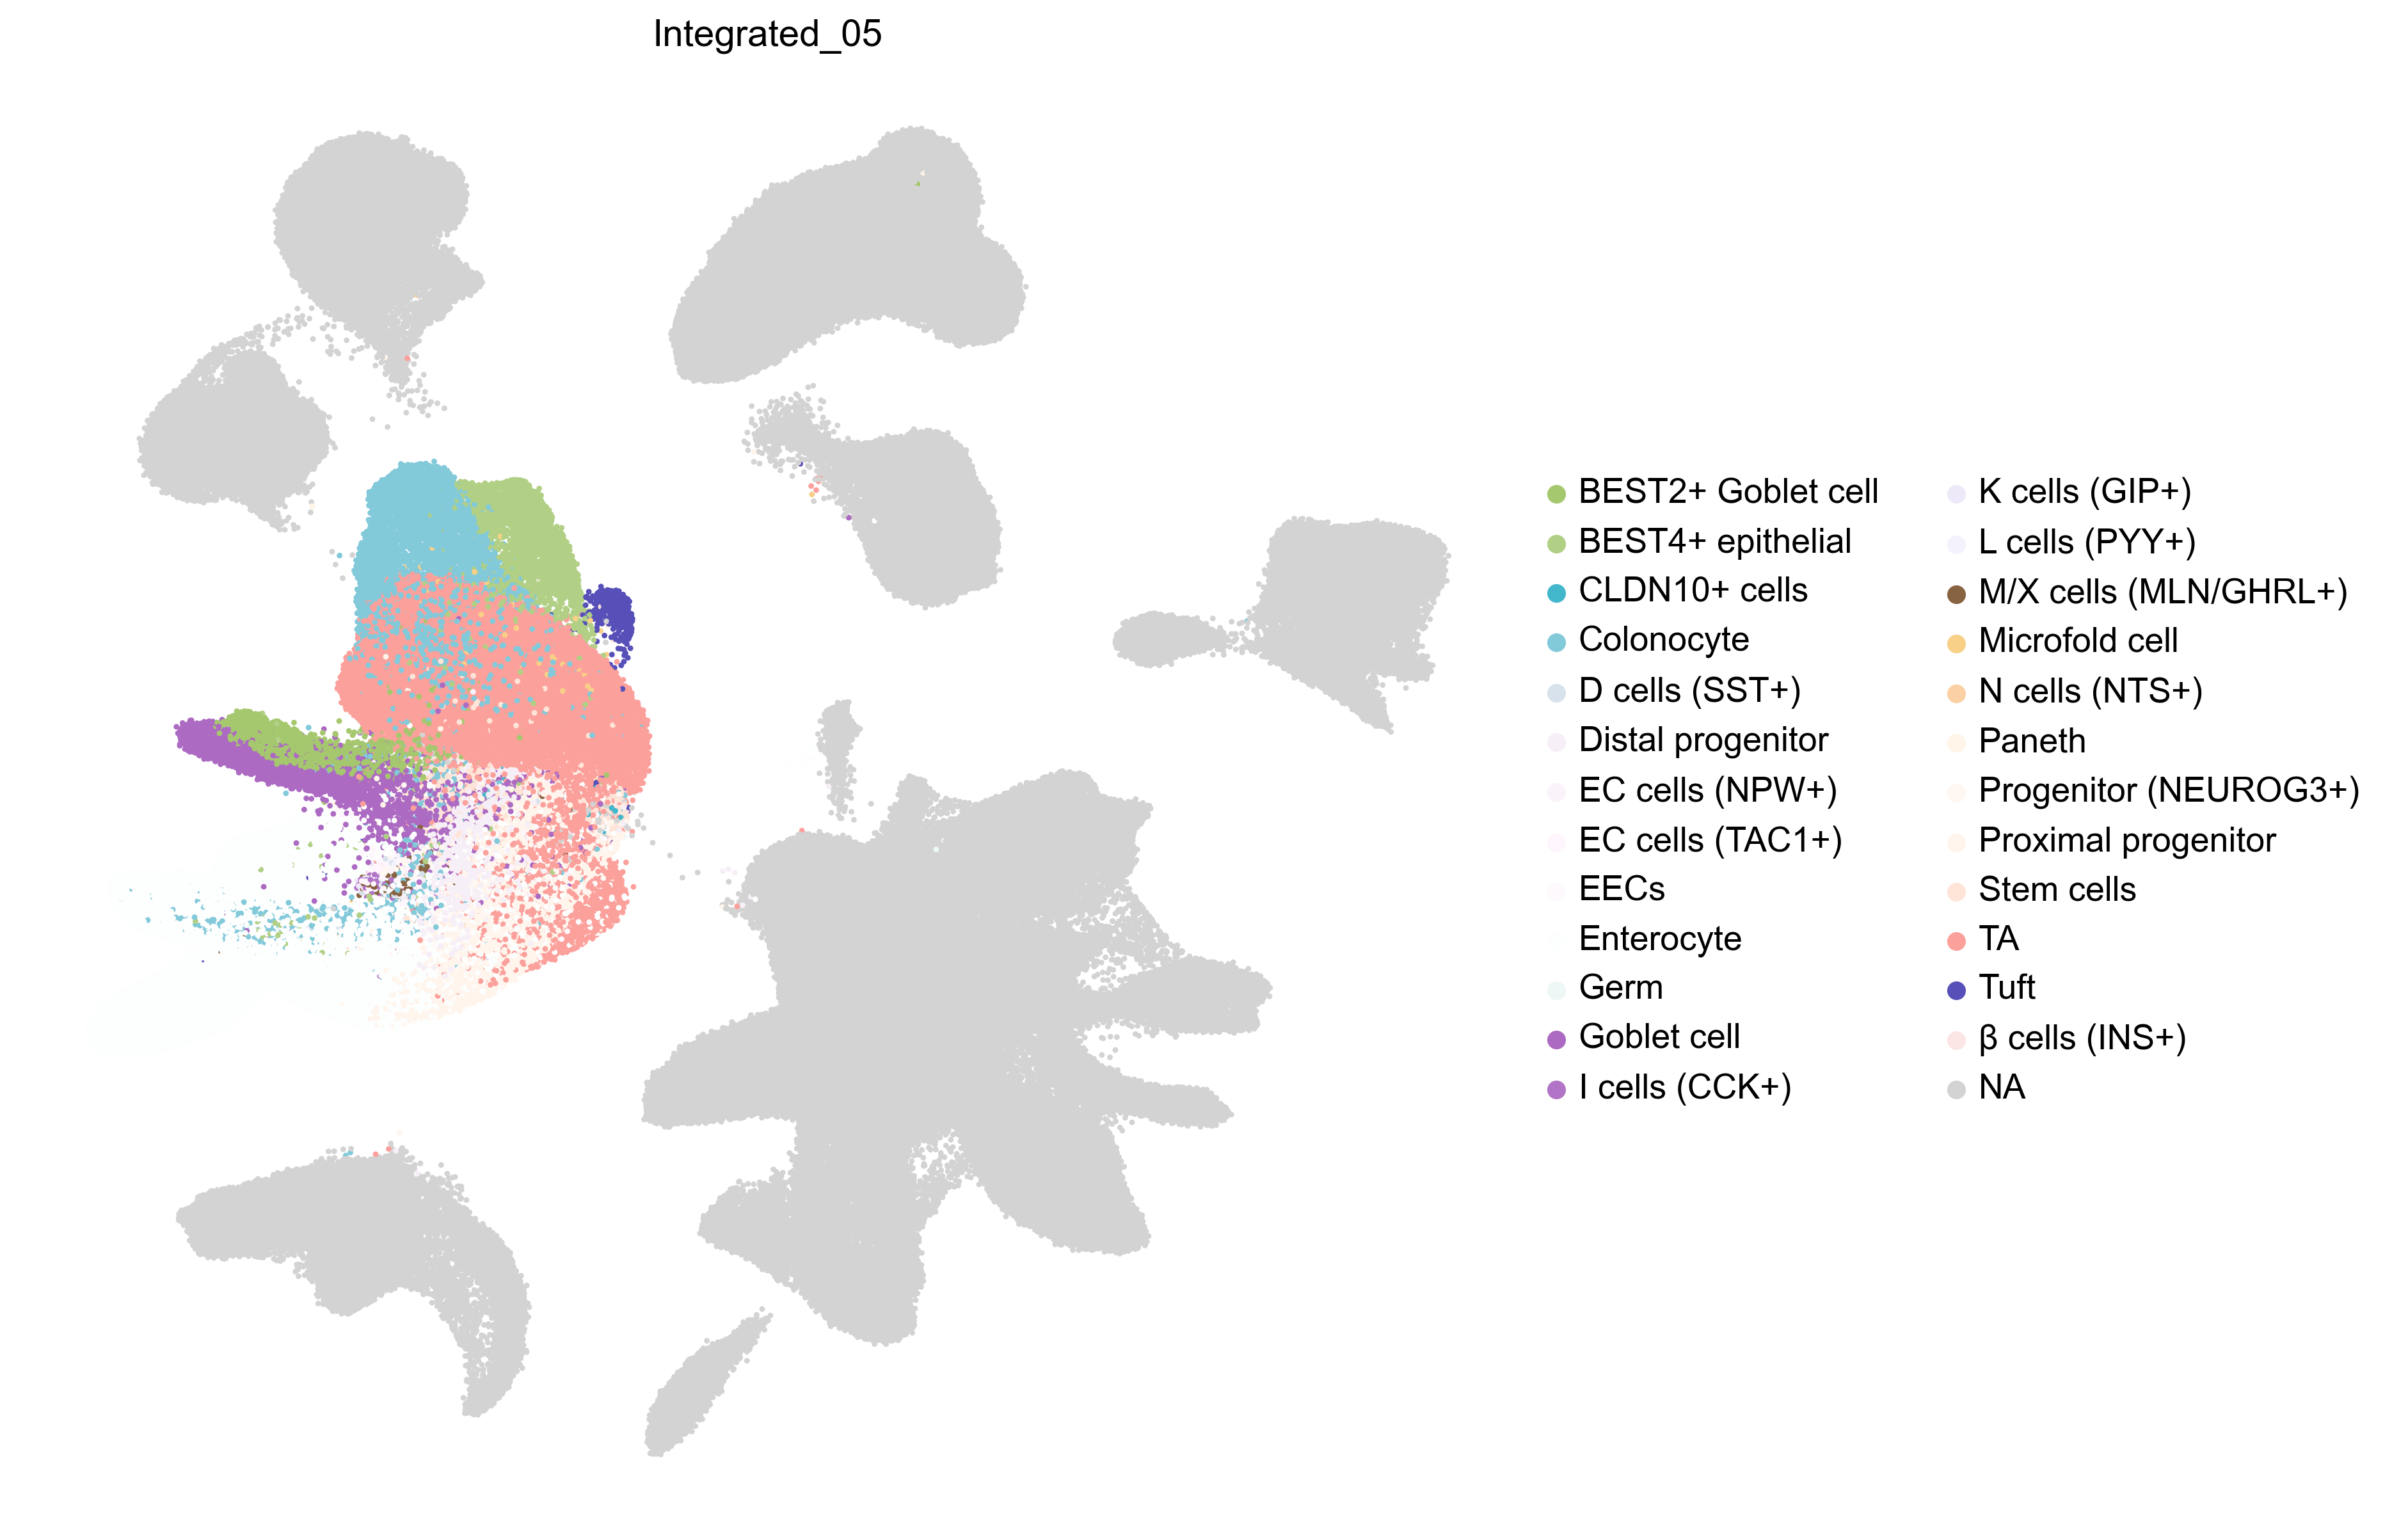 Integrated_05
BEST2+ Goblet cell
BEST4+ epithelial
CLDN10+ cells
Colonocyte
D cells (SST+)
Distal progenitor
EC cells (NPW+)
EC cells (TAC1+)
EECs
Enterocyte
Germ
Goblet cell
I cells (CCK+)
K cells (GIP+)
L cells (PYY+)
M/X cells (MLN/GHRL+)
Microfold cell
N cells (NTS+)
Paneth
Progenitor (NEUROG3+)
Proximal progenitor
Stem cells
TA
Tuft
β cells (INS+)
NA